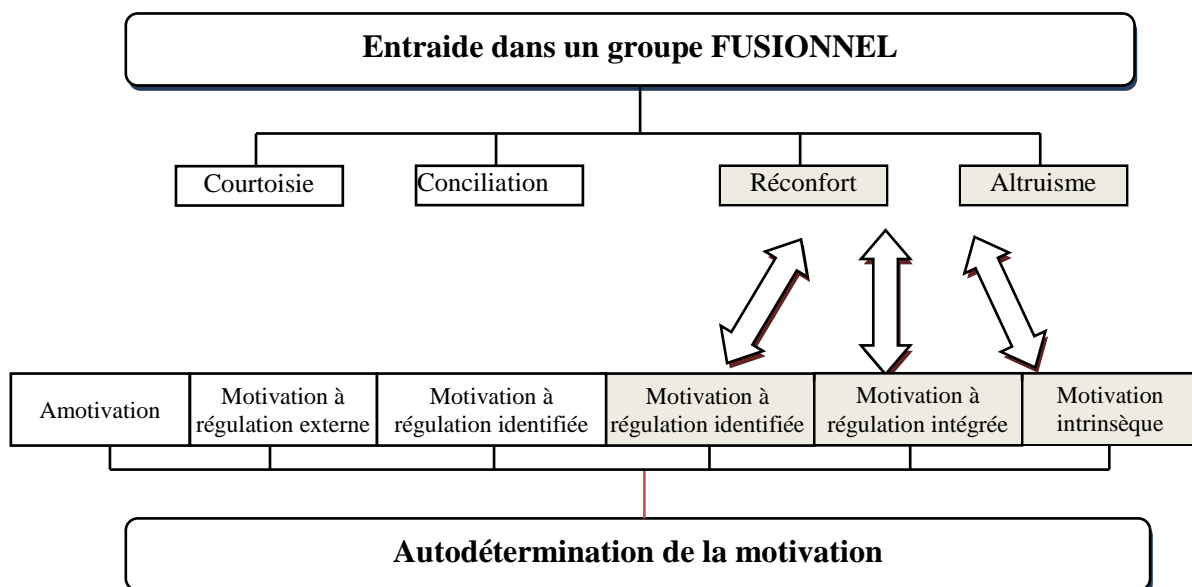 Entraide dans un groupe FUSIONNEL
Courtoisie
Conciliation
Réconfort
Altruisme
Amotivation
Motivation à
régulation externe
Motivation à
régulation identifiée
Motivation à
régulation identifiée
Motivation à
régulation intégrée
Motivation
intrinsèque
Autodétermination de la motivation